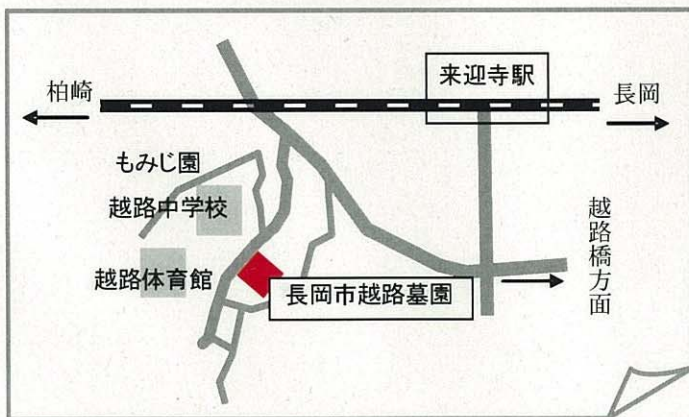 来迎寺駅
柏崎
長岡
もみじ園
越路中学校
越路橋方面
越路体育館
長岡市越路墓園